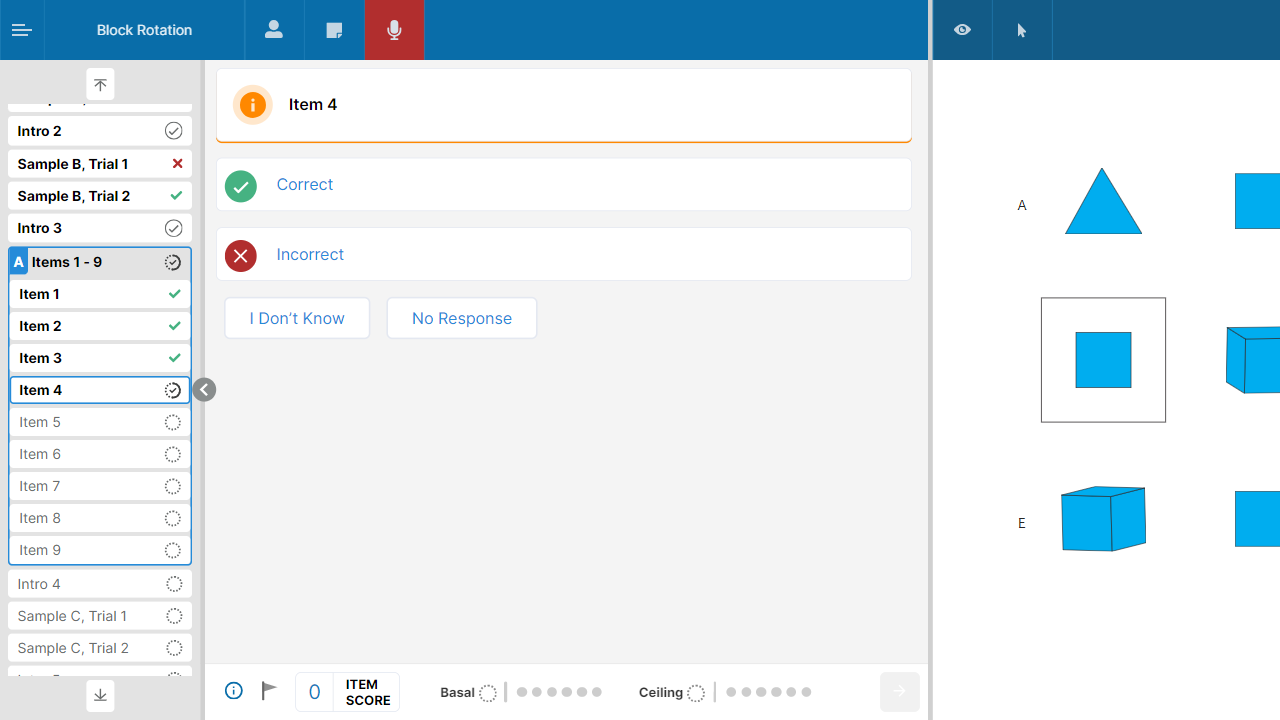 Block Rotation
Intro 2
Sample B, Trial 1
Sample B, Trial 2
Intro 3
A Items 1 - 9
Item 1
Item 2
Item 3
Item 4
Item 5
Item 6
Item 7
Item 8
Item 9
Intro 4
Sample C, Trial 1
Sample C, Trial 2
Item 4
Correct
Incorrect
I Don’t Know
No Response
0
ITEM
SCORE
Basal
Ceiling
A
E